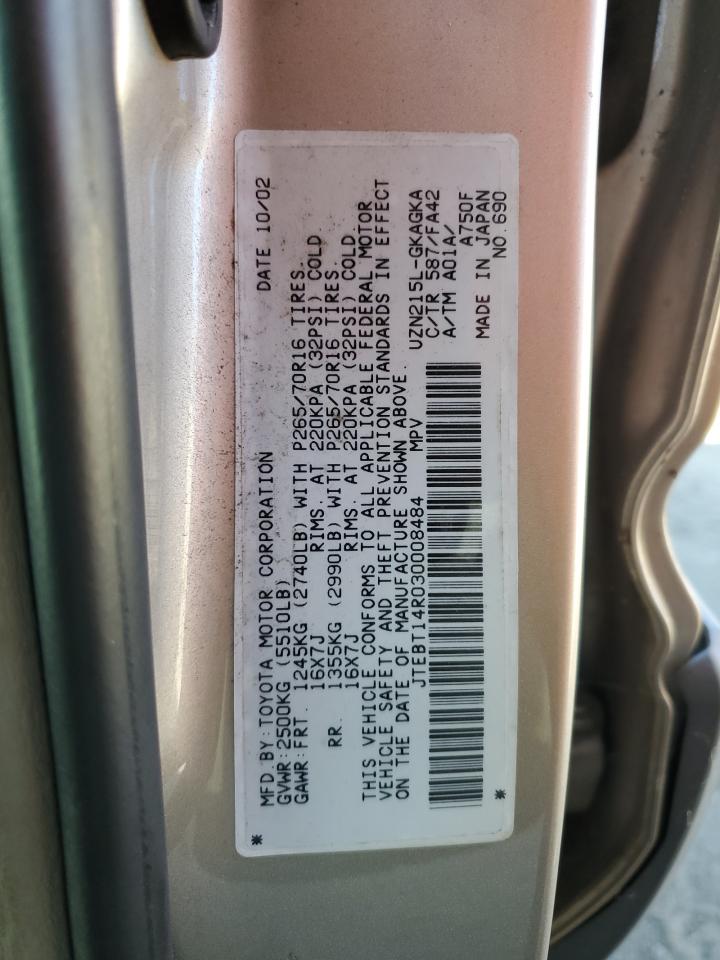 MFD.BY:TOYOTA MOTOR CORPORATION DATE 10/02
GVWR:2500KG (5510LB)
GAWR:FRT. 1245KG (2740LB) WITH P265/70R16 TIRES.
16X7J RIMS. AT 220KPA (32PSI) COLD
RR. 1355KG (2990LB) WITH P265/70R16 TIRES.
16X7J RIMS. AT 220KPA (32PSI) COLD.
THIS VEHICLE CONFORMS TO ALL APPLICABLE FEDERAL MOTOR
VEHICLE SAFETY AND THEFT PREVENTION STANDARDS IN EFFECT
ON THE DATE OF MANUFACTURE SHOWN ABOVE.
JTEBT14R030008484 MPV
UZN215L-GKAGKA
C/TR 587/FA42
A/TM A01A/
A750F
MADE IN JAPAN
NO.690
* *